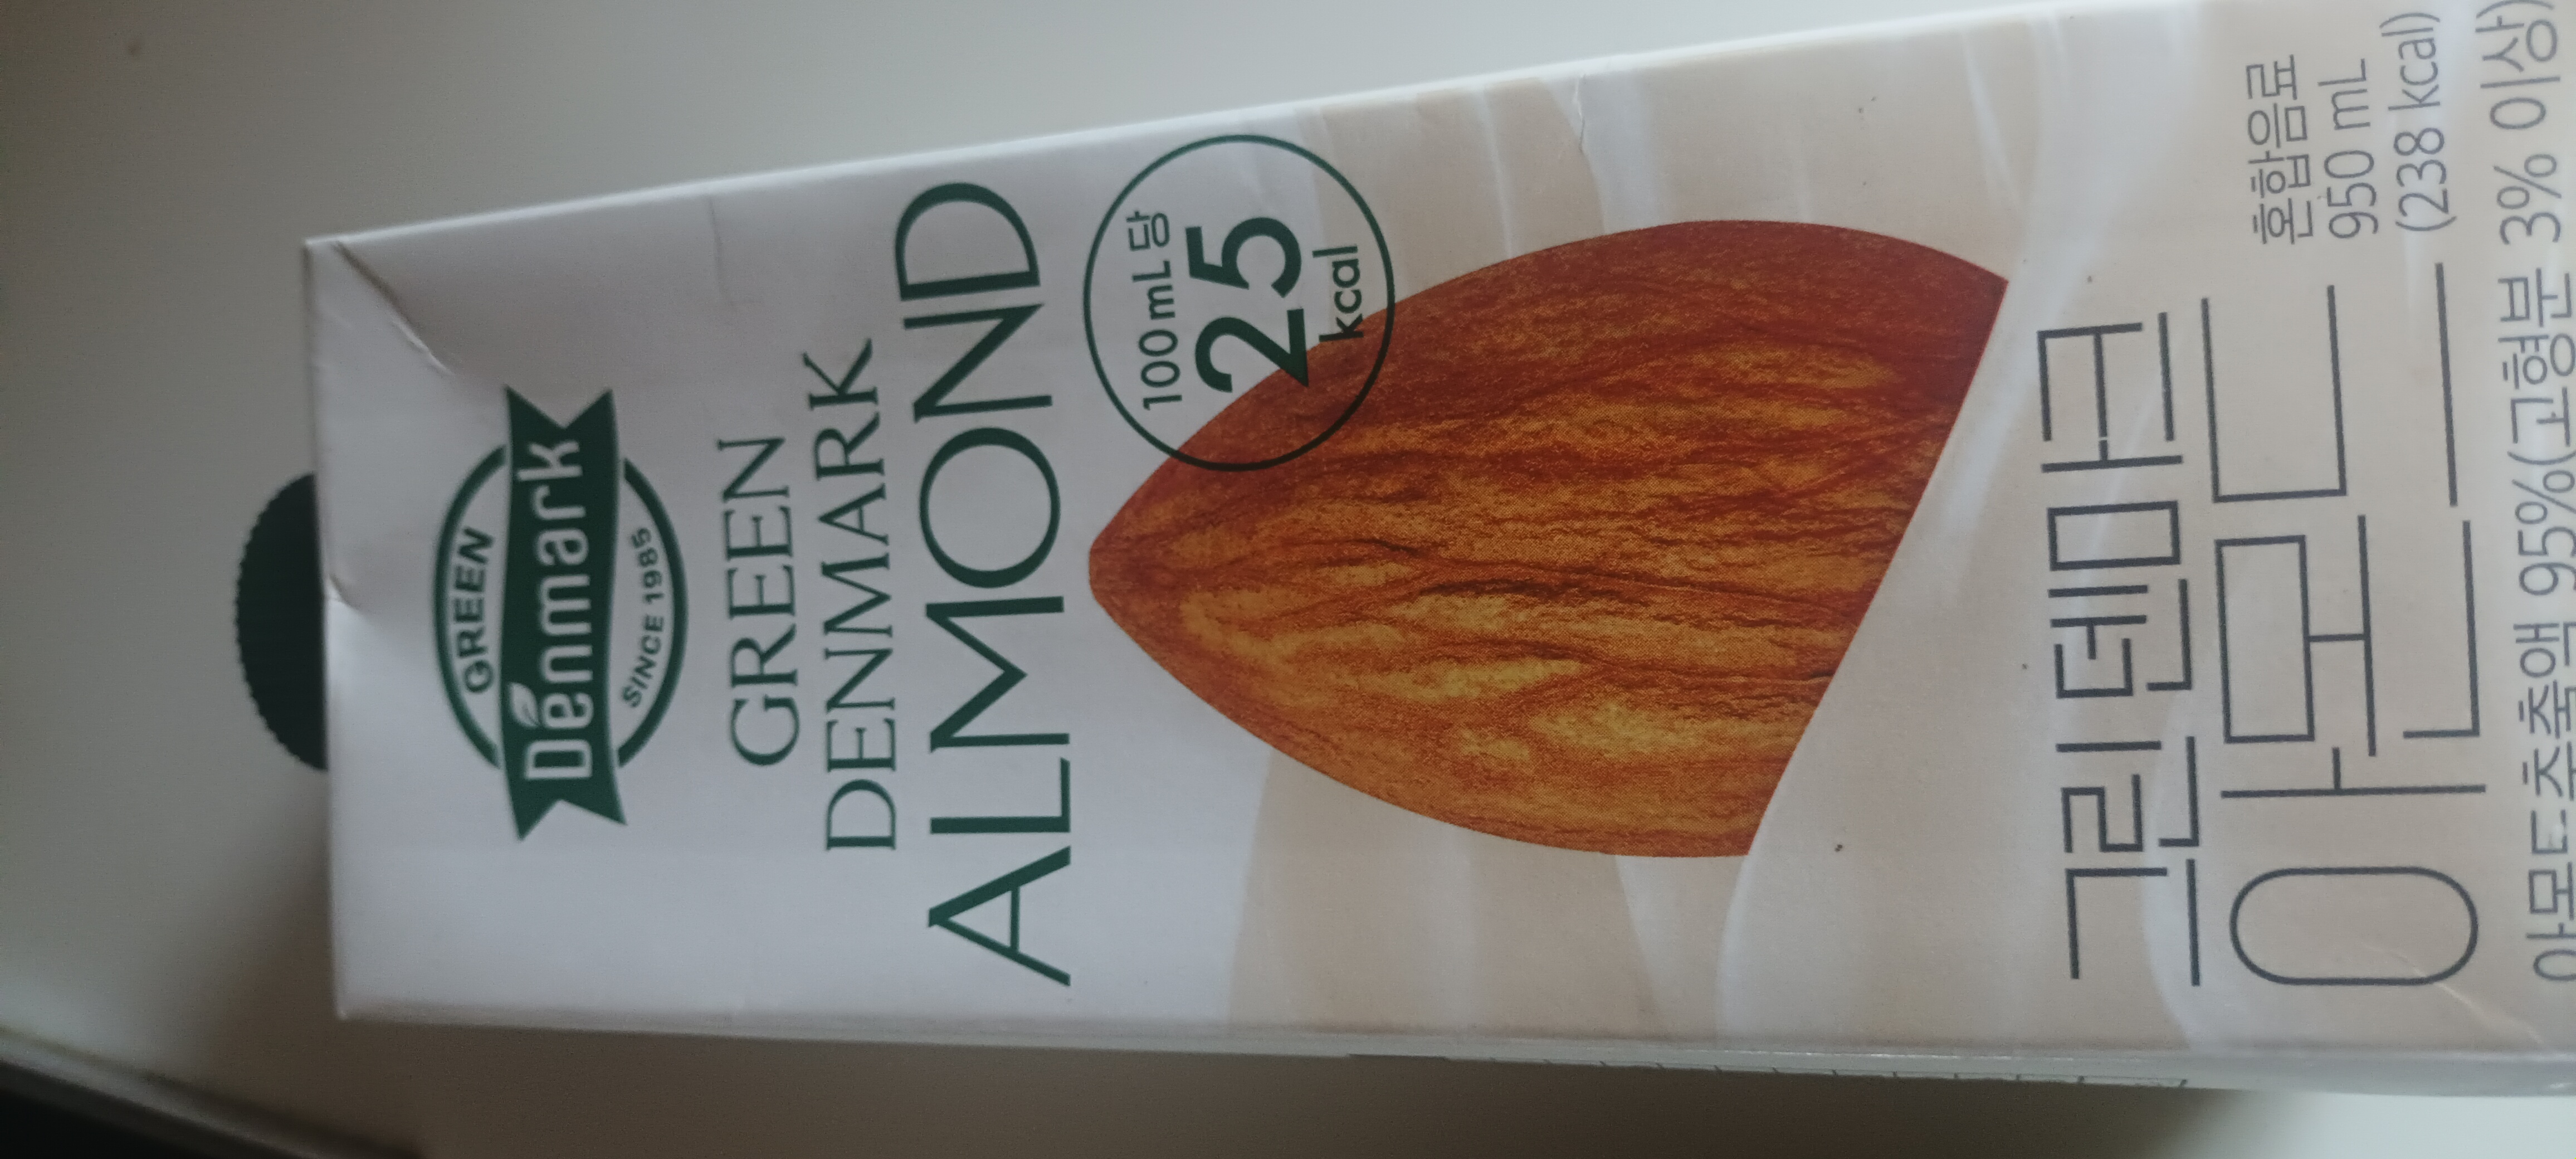 GREEN
Denmark
SINCE 1985
GREEN
DENMARK
ALMOND
100 mL당
25
kcal
그린 덴마크
아몬드
혼합음료
950 mL
(238 kcal)
아몬드추출액 95%(고형분 3% 이상)